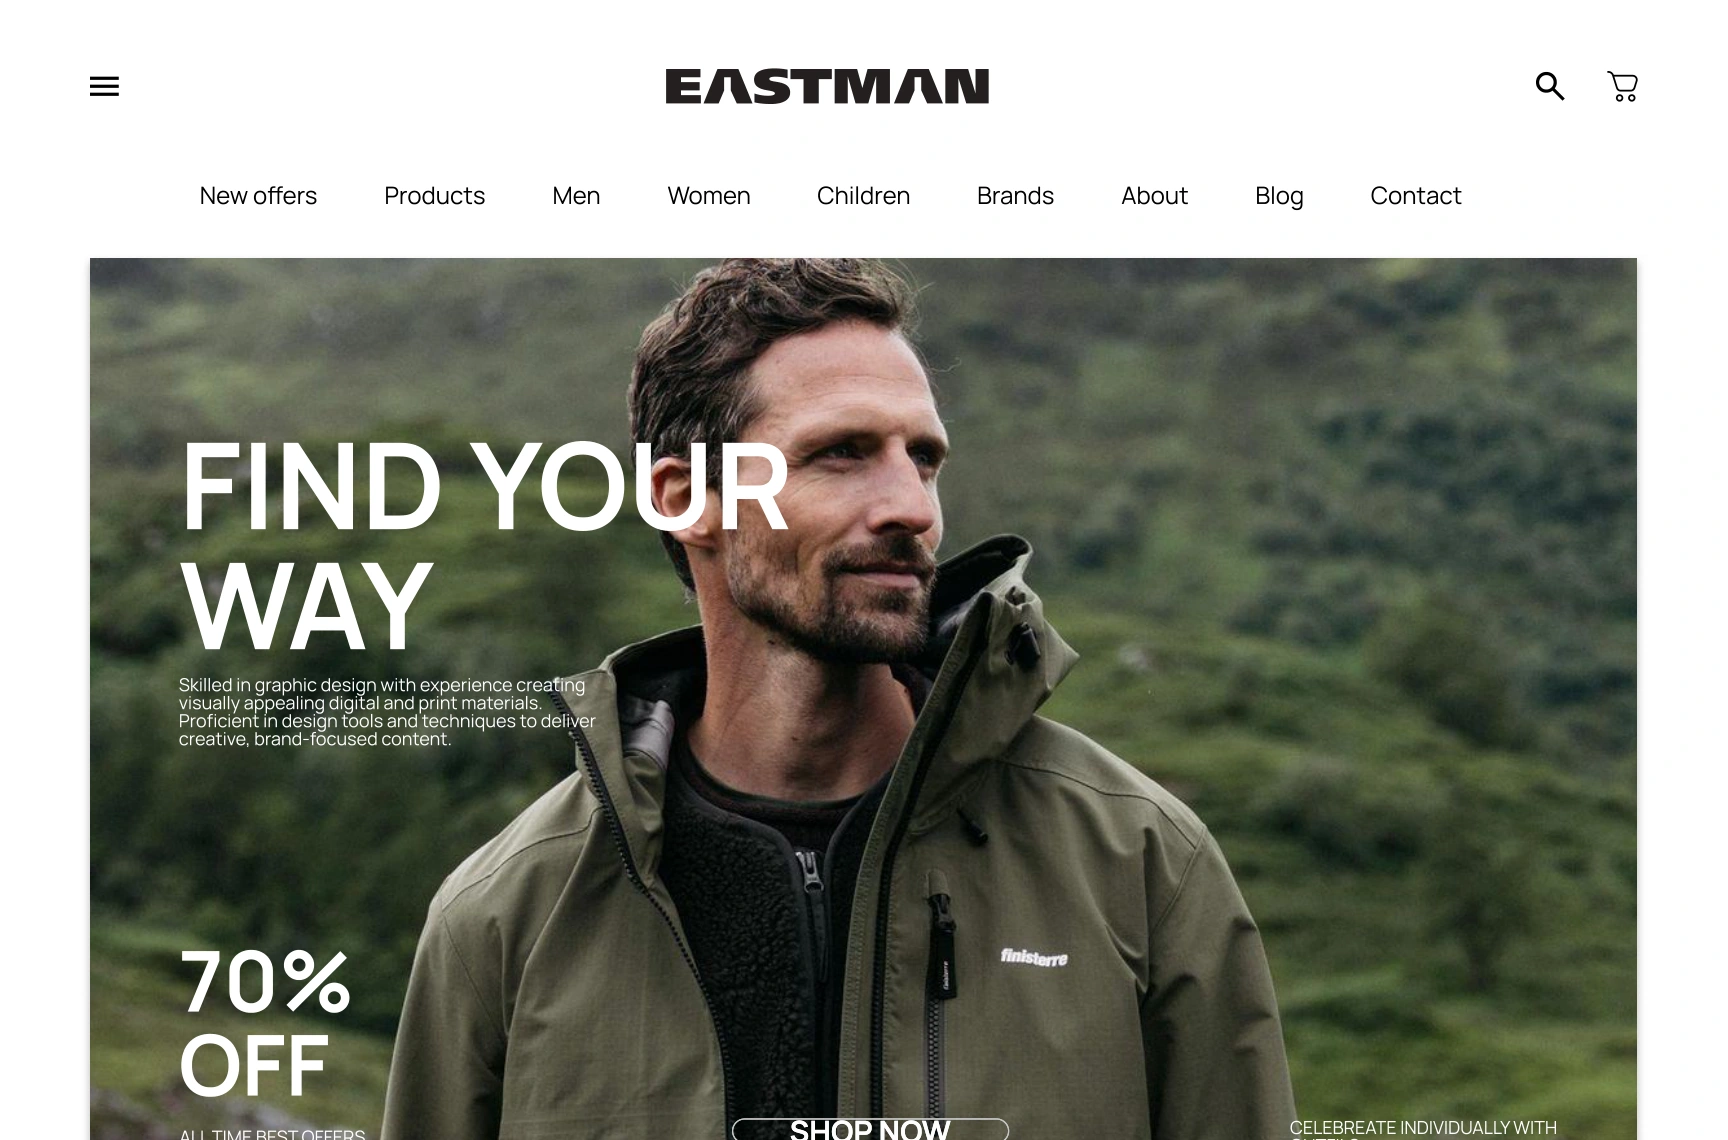 EASTMAN
New offers
Products
Men
Women
Children
Brands
About
Blog
Contact
FIND YOUR
WAY
Skilled in graphic design with experience creating
visually appealing digital and print materials.
Proficient in design tools and techniques to deliver
creative, brand-focused content.
finisterre
finisterre
70%
OFF
ALL TIME BEST OFFERS
SHOP NOW
CELEBREATE INDIVIDUALLY WITH